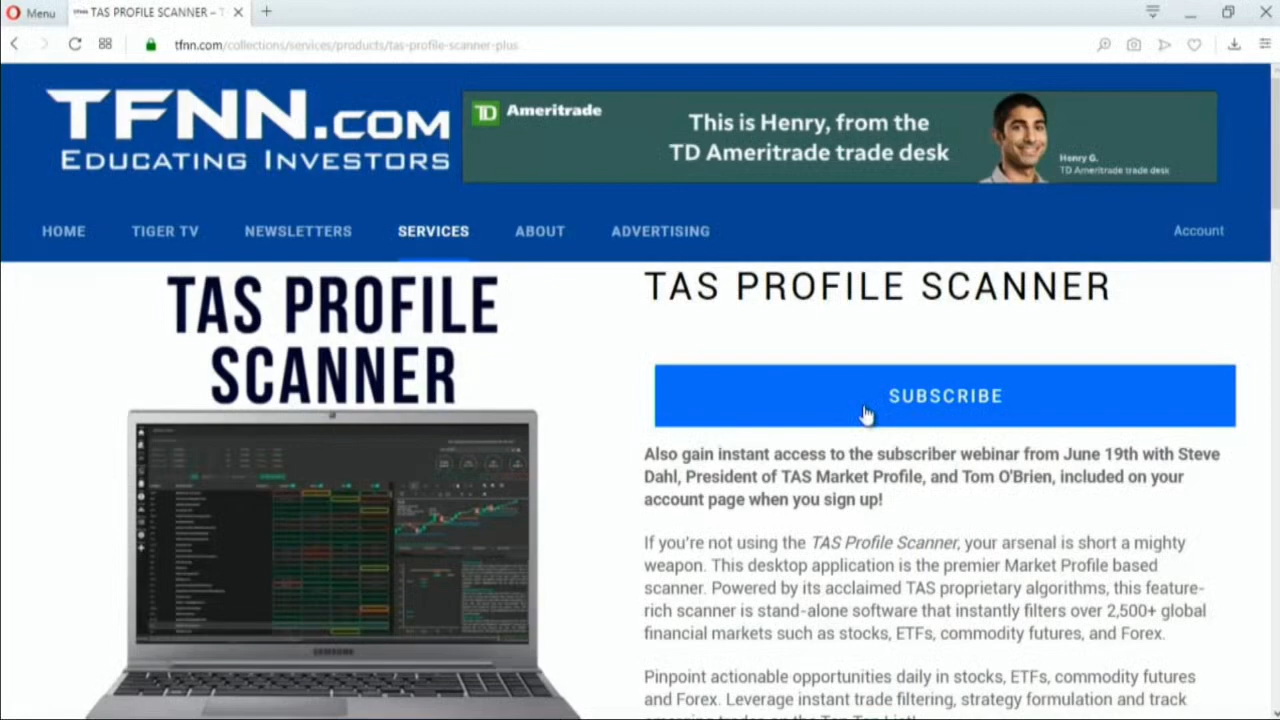 Menu
TAS PROFILE SCANNER – T
tfnn.com/collections/services/products/tas-profile-scanner-plus
TFNN.COM
EDUCATING INVESTORS
TD Ameritrade
This is Henry, from the
TD Ameritrade trade desk
Henry G.
TD Ameritrade trade desk
HOME
TIGER TV
NEWSLETTERS
SERVICES
ABOUT
ADVERTISING
Account
TAS PROFILE
SCANNER
SAMSUNG
TAS PROFILE SCANNER
SUBSCRIBE
Also gain instant access to the subscriber webinar from June 19th with Steve
Dahl, President of TAS Market Profile, and Tom O'Brien, included on your
account page when you sign up!
If you're not using the TAS Profile Scanner, your arsenal is short a mighty
weapon. This desktop application is the premier Market Profile based
scanner. Powered by its acclaimed TAS proprietary algorithms, this feature-
rich scanner is stand-alone software that instantly filters over 2,500+ global
financial markets such as stocks, ETFs, commodity futures, and Forex.
Pinpoint actionable opportunities daily in stocks, ETFs, commodity futures
and Forex. Leverage instant trade filtering, strategy formulation and track